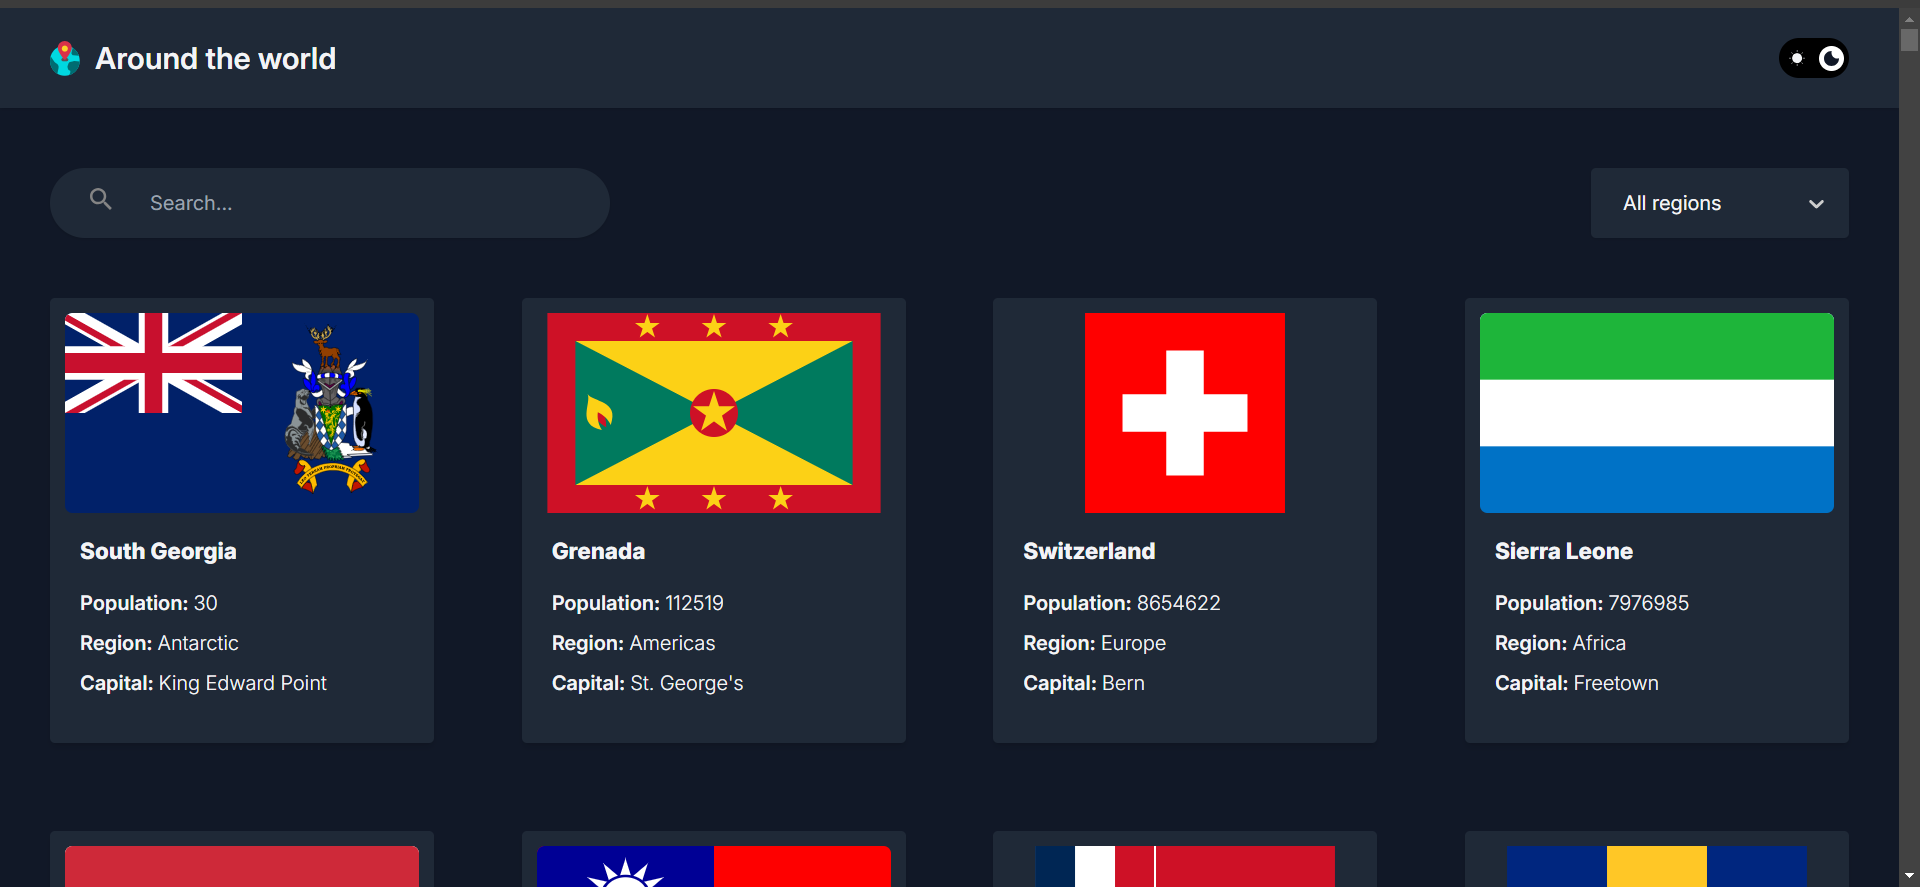 Around the world
Search...
All regions
South Georgia
Population: 30
Region: Antarctic
Capital: King Edward Point
Grenada
Population: 112519
Region: Americas
Capital: St. George's
Switzerland
Population: 8654622
Region: Europe
Capital: Bern
Sierra Leone
Population: 7976985
Region: Africa
Capital: Freetown